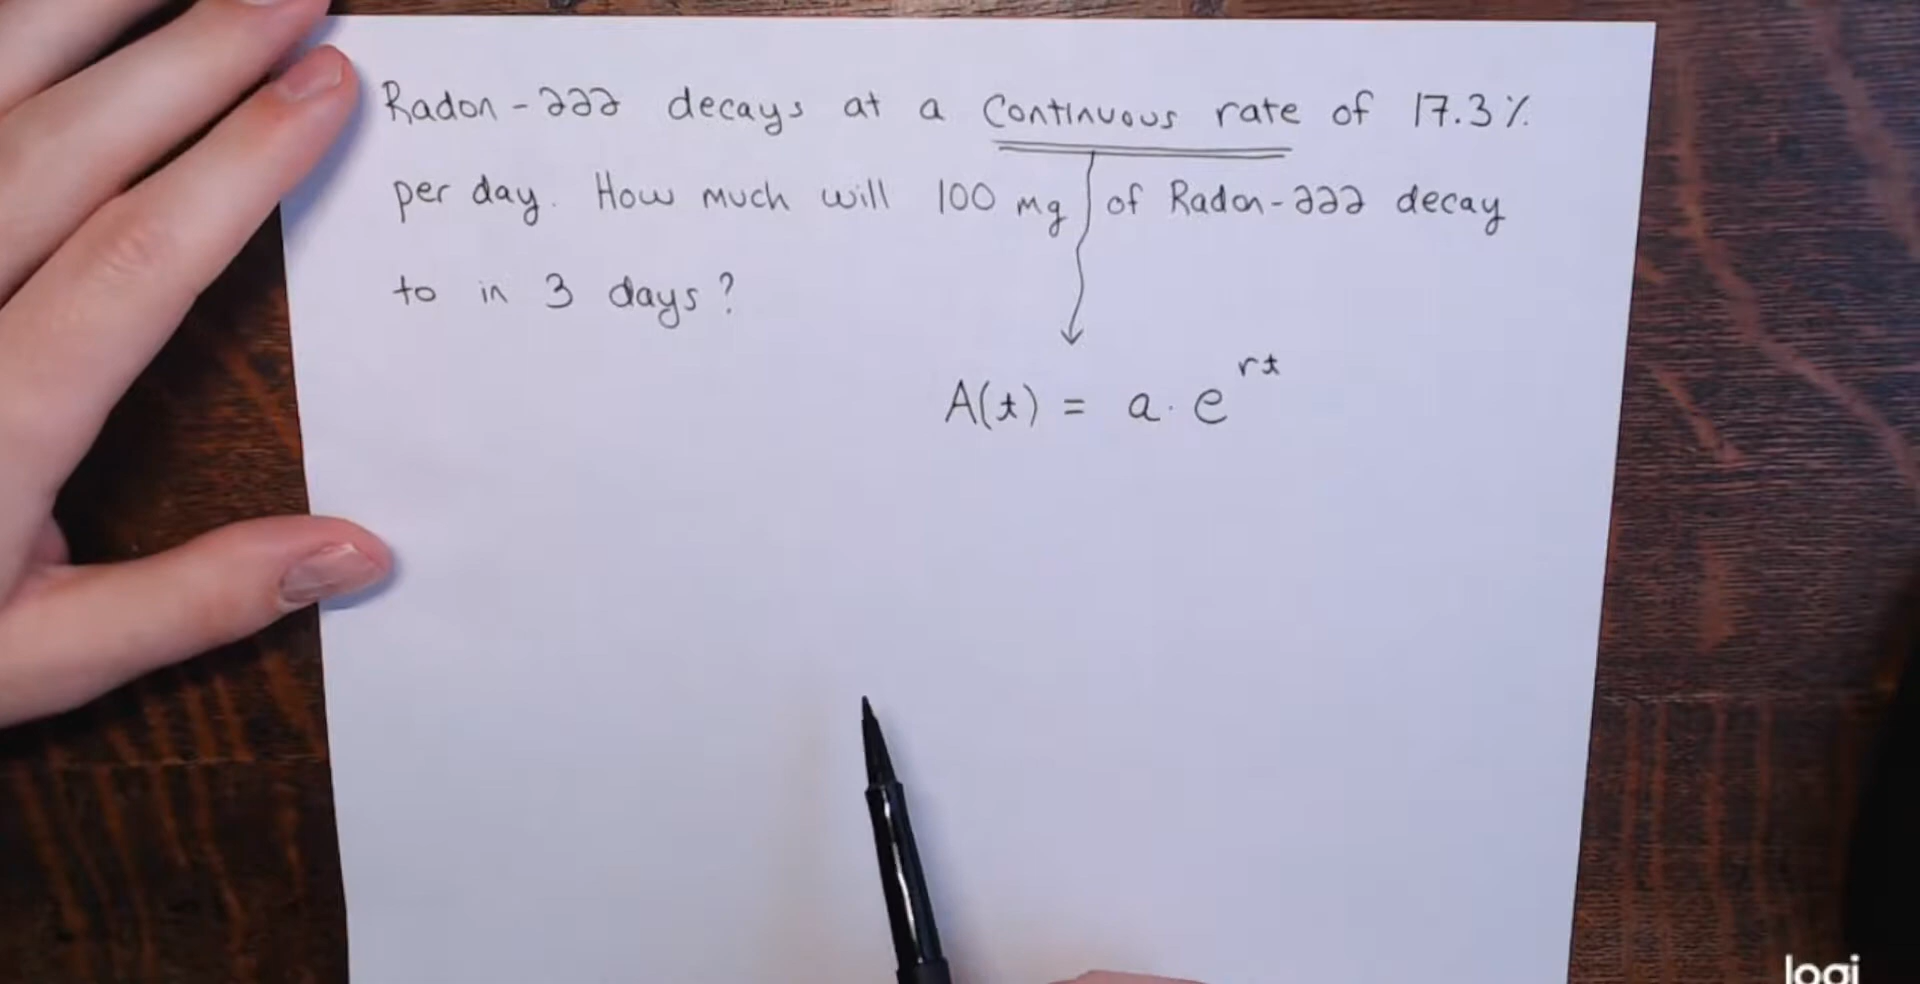 Radon-222 decays at a continuous rate of 17.3%
per day. How much will 100 mg of Radon-222 decay
to in 3 days?
A(t) = a · e^rt
logi